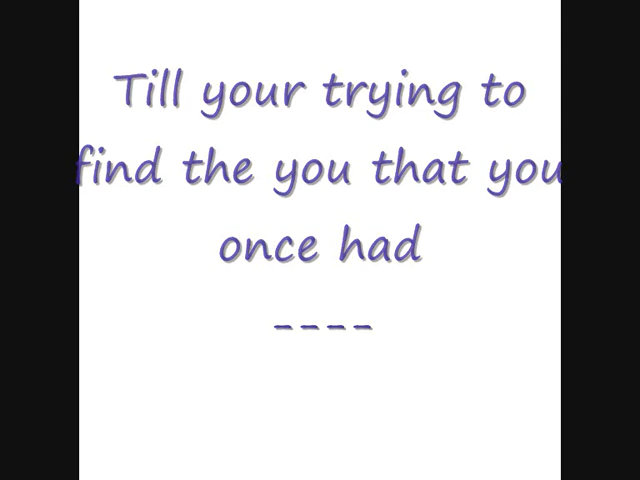 Till your trying to
find the you that you
once had
----